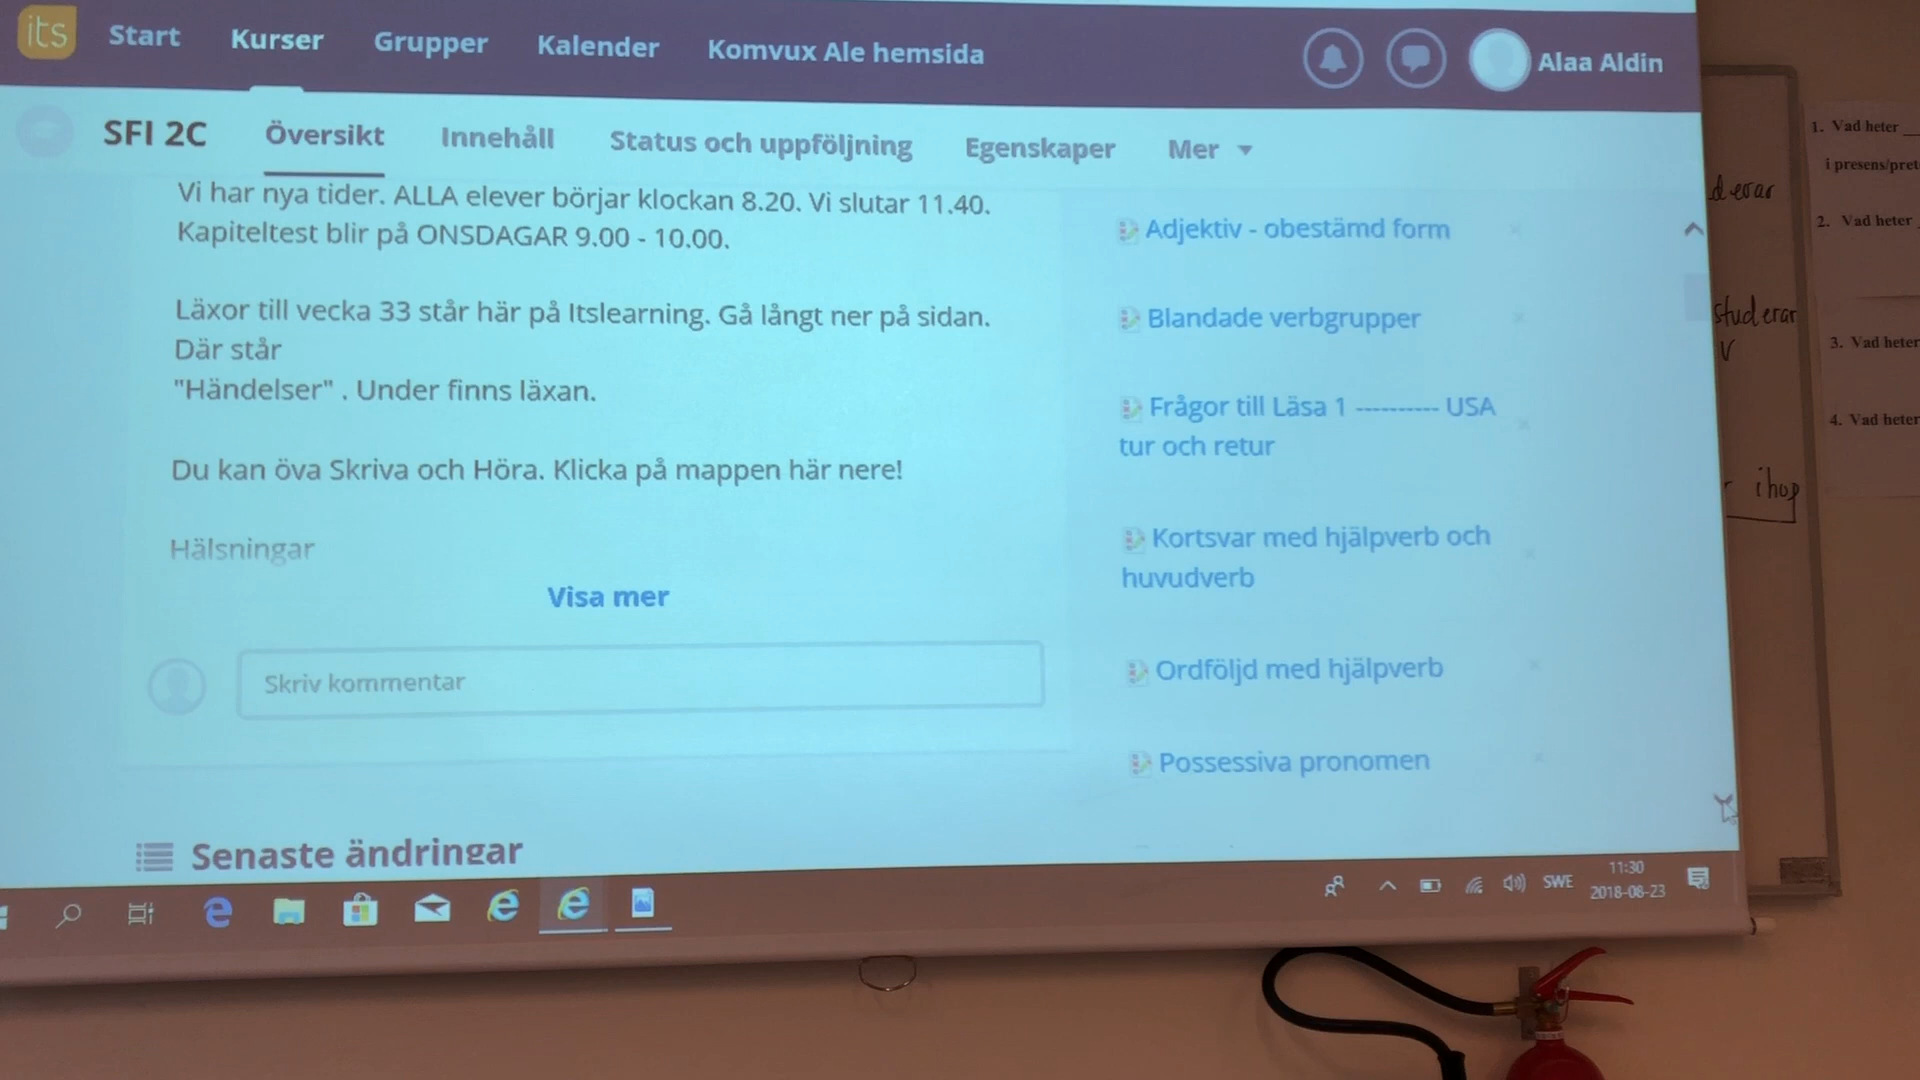 its Start Kurser Grupper Kalender Komvux Ale hemsida Alaa Aldin
SFI 2C Översikt Innehåll Status och uppföljning Egenskaper Mer
Vi har nya tider. ALLA elever börjar klockan 8.20. Vi slutar 11.40.
Kapiteltest blir på ONSDAGAR 9.00 - 10.00.
Läxor till vecka 33 står här på Itslearning. Gå långt ner på sidan.
Där står
"Händelser" . Under finns läxan.
Du kan öva Skriva och Höra. Klicka på mappen här nere!
Hälsningar
Visa mer
Skriv kommentar
Senaste ändringar
Adjektiv - obestämd form
Blandade verbgrupper
Frågor till Läsa 1 ---------- USA
tur och retur
Kortsvar med hjälpverb och
huvudverb
Ordföljd med hjälpverb
Possessiva pronomen
SWE
11:30
2018-08-23
studerar
ihop
1. Vad heter
i presens/pret
2. Vad heter
3. Vad heter
4. Vad heter